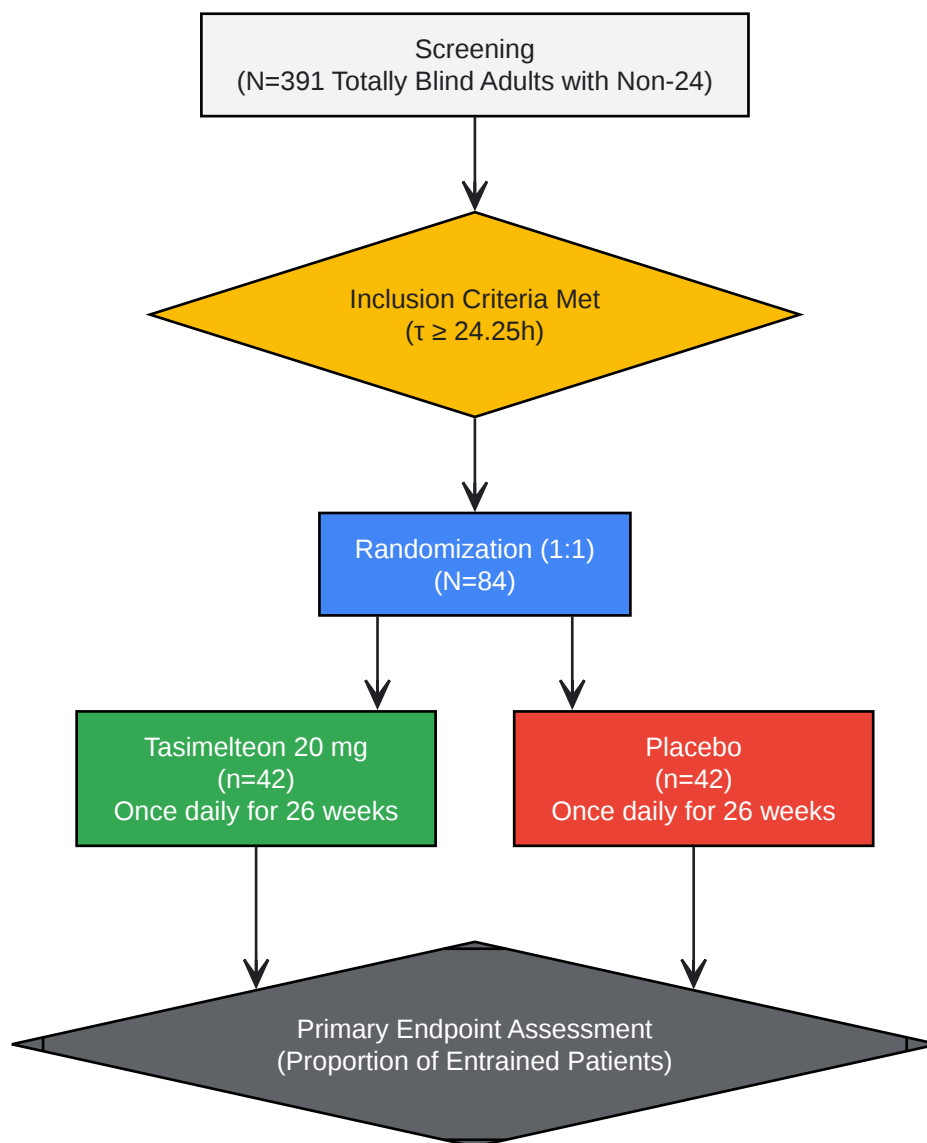 Screening
(N=391 Totally Blind Adults with Non-24)
Inclusion Criteria Met
(τ ≥ 24.25h)
Randomization (1:1)
(N=84)
Tasimelteon 20 mg
(n=42)
Once daily for 26 weeks
Placebo
(n=42)
Once daily for 26 weeks
Primary Endpoint Assessment
(Proportion of Entrained Patients)